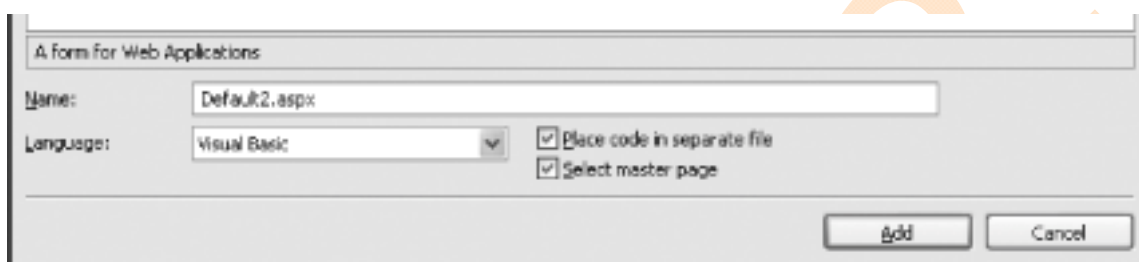 A form for Web Applications
Name:
Default2.aspx
Language:
Visual Basic
Place code in separate file
Select master page
Add
Cancel